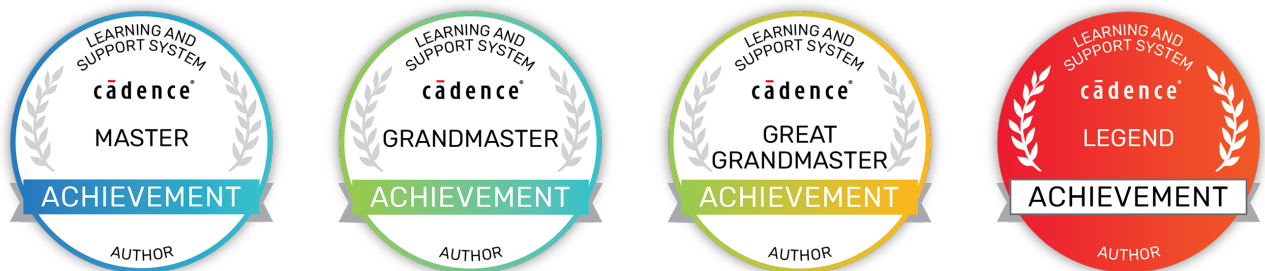 LEARNING AND
SUPPORT SYSTEM
cādence®
MASTER
ACHIEVEMENT
AUTHOR
LEARNING AND
SUPPORT SYSTEM
cādence®
GRANDMASTER
ACHIEVEMENT
AUTHOR
LEARNING AND
SUPPORT SYSTEM
cādence®
GREAT
GRANDMASTER
ACHIEVEMENT
AUTHOR
LEARNING AND
SUPPORT SYSTEM
cādence®
LEGEND
ACHIEVEMENT
AUTHOR